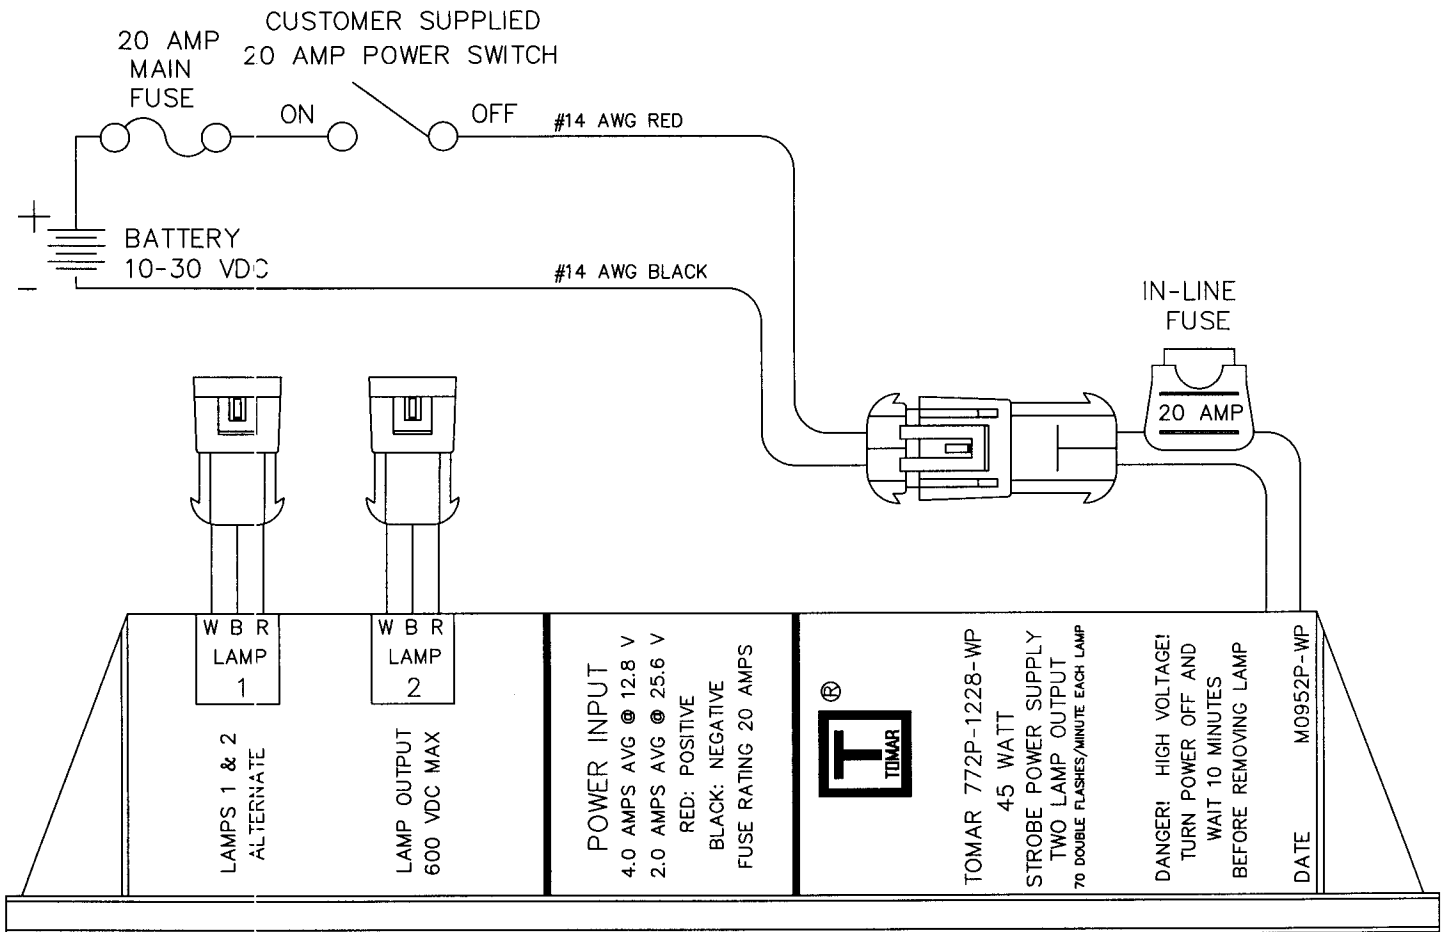 CUSTOMER SUPPLIED
20 AMP POWER SWITCH
20 AMP
MAIN
FUSE
ON
OFF
#14 AWG RED
+
BATTERY
10-30 VDC
-
#14 AWG BLACK
IN-LINE
FUSE
20 AMP
W B R
LAMP
1
W B R
LAMP
2
LAMPS 1 & 2
ALTERNATE
LAMP OUTPUT
600 VDC MAX
POWER INPUT
4.0 AMPS AVG @ 12.8 V
2.0 AMPS AVG @ 25.6 V
RED: POSITIVE
BLACK: NEGATIVE
FUSE RATING 20 AMPS
®
T
TOMAR
TOMAR 772P-1228-WP
45 WATT
STROBE POWER SUPPLY
TWO LAMP OUTPUT
70 DOUBLE FLASHES/MINUTE EACH LAMP
DANGER! HIGH VOLTAGE!
TURN POWER OFF AND
WAIT 10 MINUTES
BEFORE REMOVING LAMP
DATE M0952P-WP